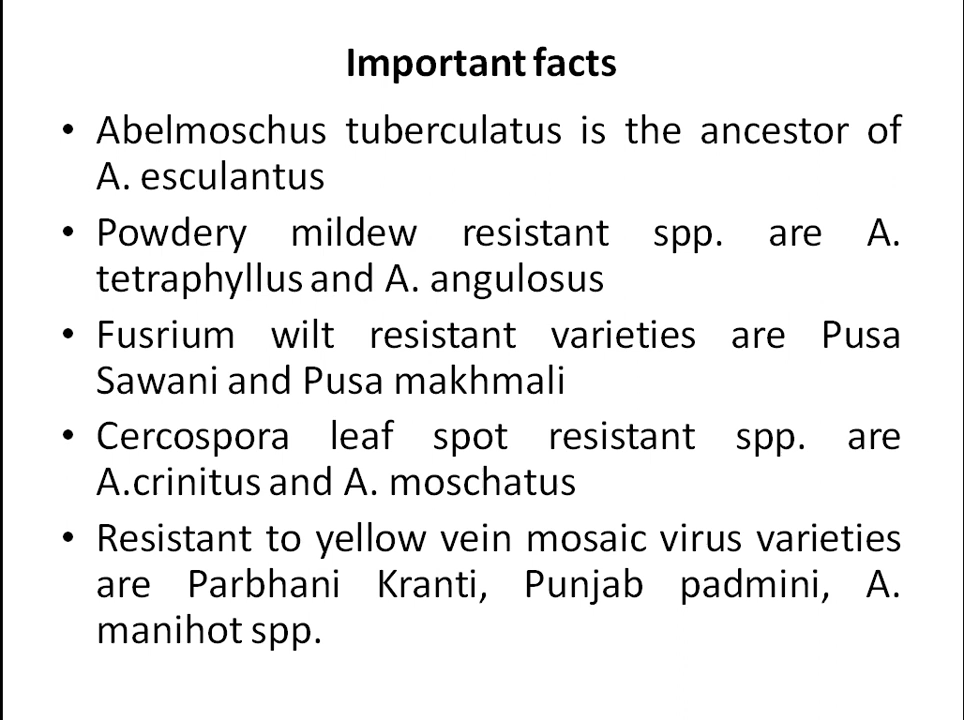 Important facts
• Abelmoschus tuberculatus is the ancestor of
A. esculantus
• Powdery mildew resistant spp. are A.
tetraphyllus and A. angulosus
• Fusrium wilt resistant varieties are Pusa
Sawani and Pusa makhmali
• Cercospora leaf spot resistant spp. are
A.crinitus and A. moschatus
• Resistant to yellow vein mosaic virus varieties
are Parbhani Kranti, Punjab padmini, A.
manihot spp.